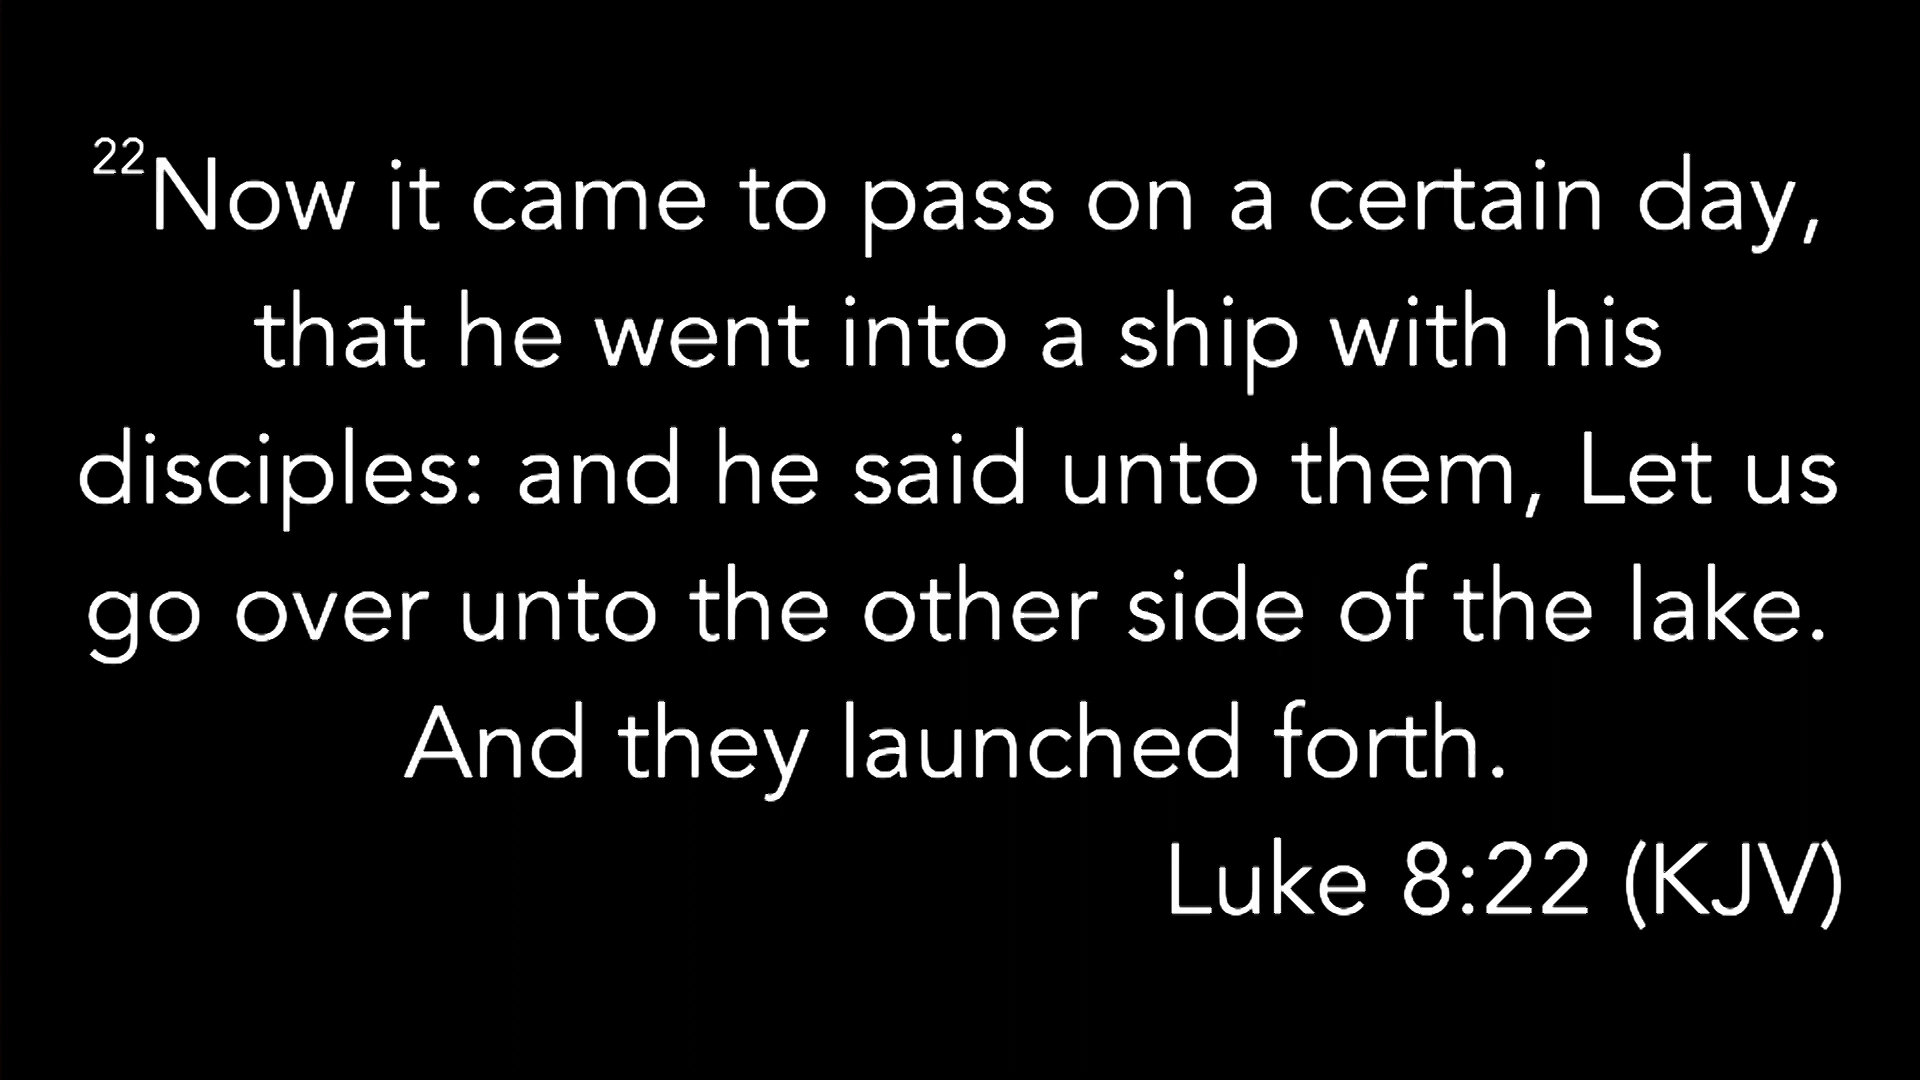 22Now it came to pass on a certain day,
that he went into a ship with his
disciples: and he said unto them, Let us
go over unto the other side of the lake.
And they launched forth.
Luke 8:22 (KJV)